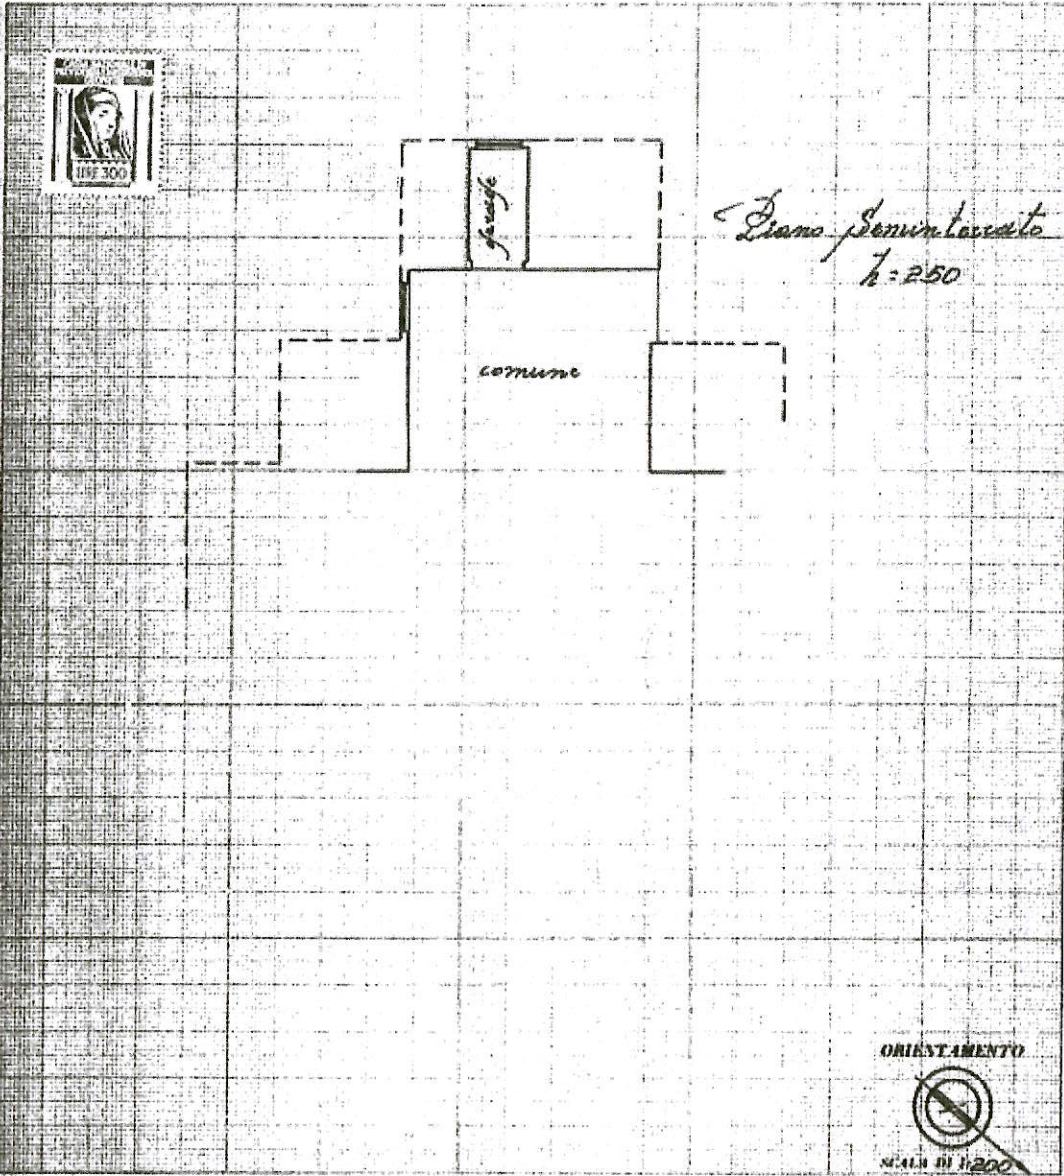 LIRE 300
garage
Piano Seminterrato
h=250
comune
ORIENTAMENTO
SCALA DI 1:200